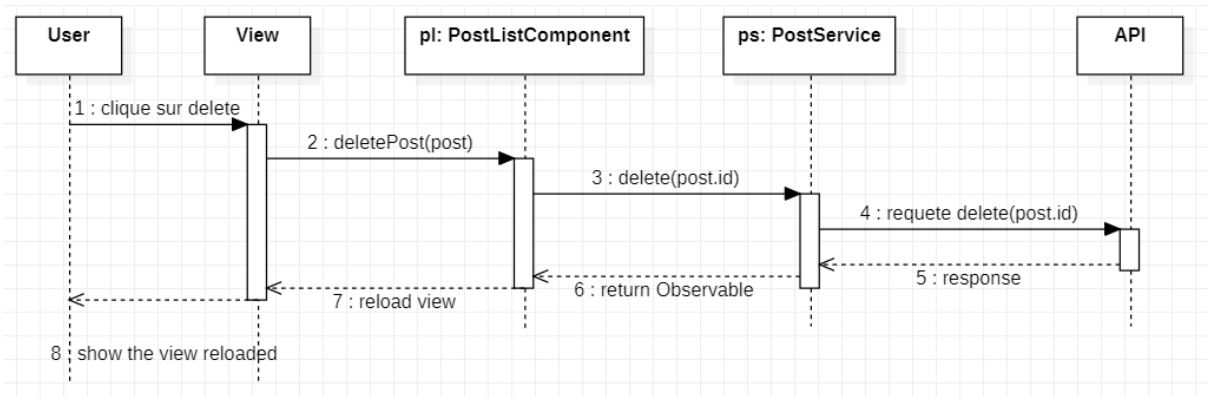 User
View
pl: PostListComponent
ps: PostService
API
1 : clique sur delete
2 : deletePost(post)
3 : delete(post.id)
4 : requete delete(post.id)
5 : response
6 : return Observable
7 : reload view
8 : show the view reloaded